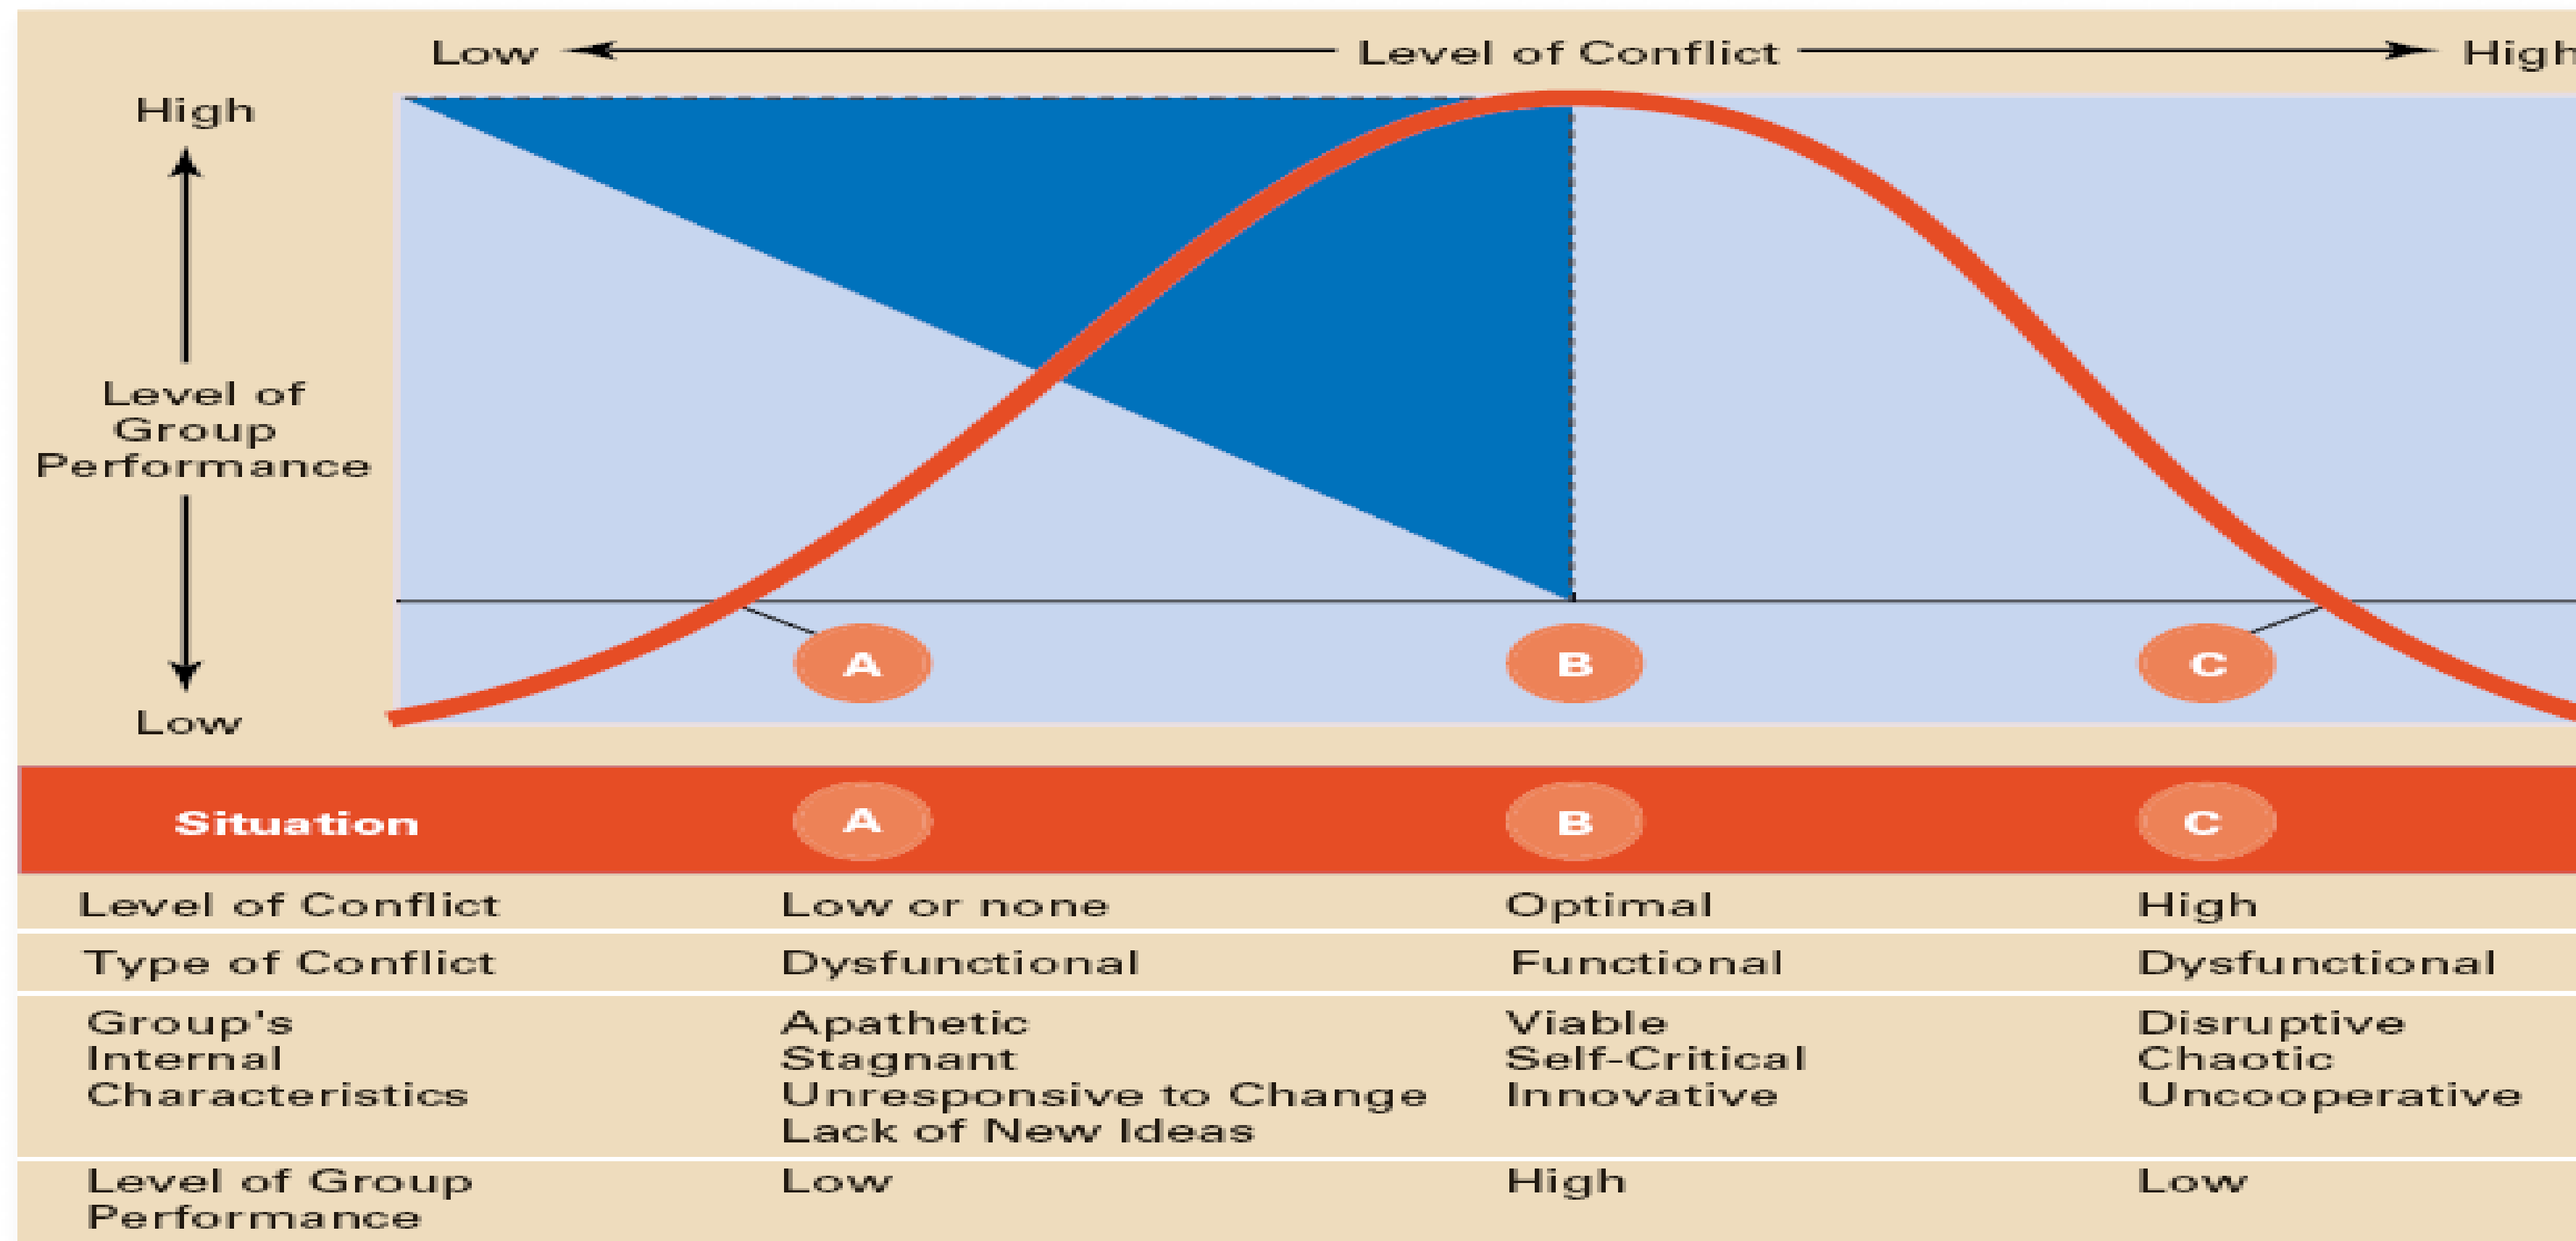 Low Level of Conflict High
High
Level of
Group
Performance
Low
A B C
Situation A B C
Level of Conflict Low or none Optimal High
Type of Conflict Dysfunctional Functional Dysfunctional
Group's Apathetic Viable Disruptive
Internal Stagnant Self-Critical Chaotic
Characteristics Unresponsive to Change Innovative Uncooperative
Lack of New Ideas
Level of Group Low High Low
Performance